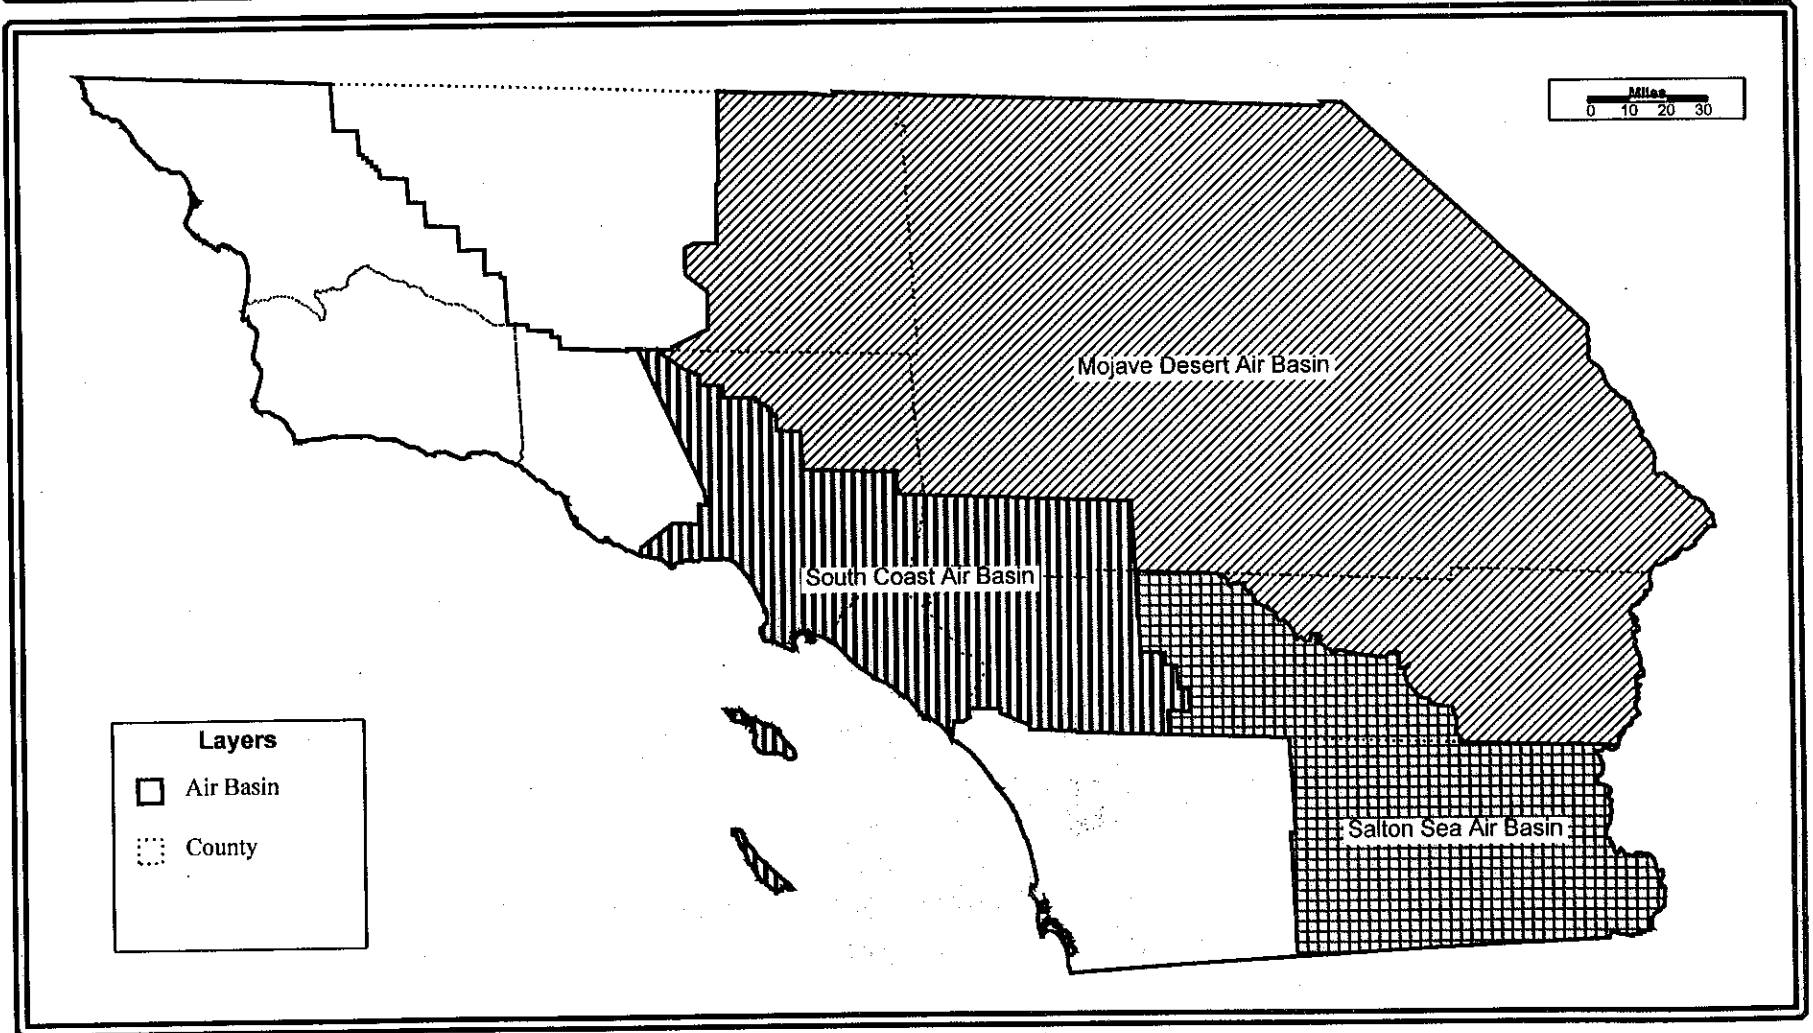 Miles
0 10 20 30
Mojave Desert Air Basin
South Coast Air Basin
Layers
Air Basin
County
Salton Sea Air Basin